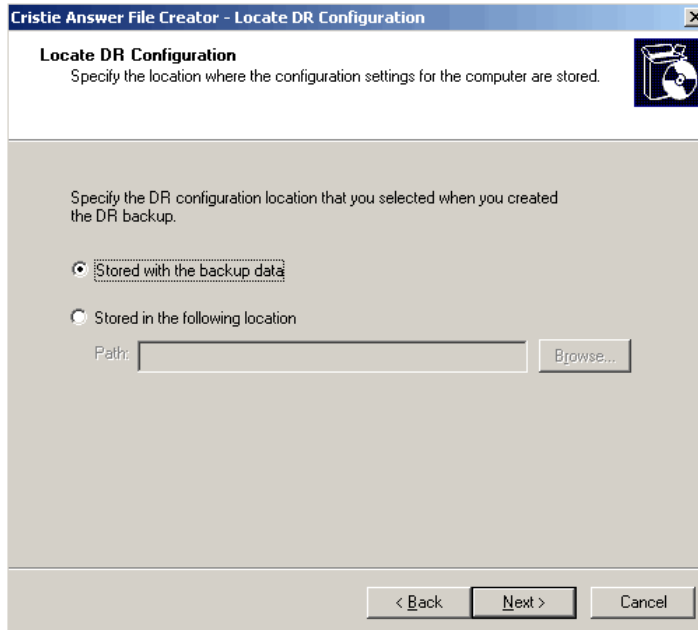 Cristie Answer File Creator - Locate DR Configuration
Locate DR Configuration
Specify the location where the configuration settings for the computer are stored.
Specify the DR configuration location that you selected when you created
the DR backup.
Stored with the backup data
Stored in the following location
Path:
Browse...
< Back
Next >
Cancel